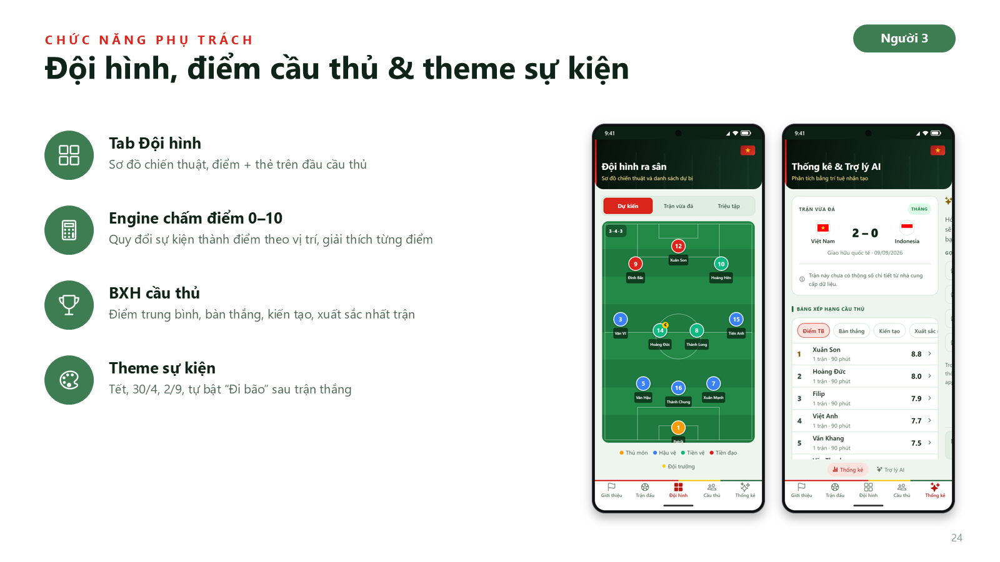 CHỨC NĂNG PHỤ TRÁCH
Người 3
Đội hình, điểm cầu thủ & theme sự kiện
Tab Đội hình
Sơ đồ chiến thuật, điểm + thẻ trên đầu cầu thủ
Engine chấm điểm 0–10
Quy đổi sự kiện thành điểm theo vị trí, giải thích từng điểm
BXH cầu thủ
Điểm trung bình, bàn thắng, kiến tạo, xuất sắc nhất trận
Theme sự kiện
Tết, 30/4, 2/9, tự bật “Đi bão” sau trận thắng
9:41
Đội hình ra sân
Sơ đồ chiến thuật và danh sách dự bị
Dự kiến
Trận vừa đá
Triệu tập
3-4-3
12
Xuân Son
9
Đình Bắc
10
Hoàng Hên
3
Văn Vĩ
14
C
Hoàng Đức
8
Thành Long
15
Tiến Anh
5
Văn Hậu
16
Thành Chung
7
Xuân Mạnh
1
Patrik
Thủ môn
Hậu vệ
Tiền vệ
Tiền đạo
Đội trưởng
Giới thiệu
Trận đấu
Đội hình
Cầu thủ
Thống kê
9:41
Thống kê & Trợ lý AI
Phân tích bằng trí tuệ nhân tạo
TRẬN VỪA ĐÁ
THẮNG
Việt Nam
2 – 0
Indonesia
Giao hữu quốc tế · 09/09/2026
Trận này chưa có thông số chi tiết từ nhà cung
cấp dữ liệu.
BẢNG XẾP HẠNG CẦU THỦ
Điểm TB
Bàn thắng
Kiến tạo
Xuất sắc
1
Xuân Son
1 trận · 90 phút
8.8
2
Hoàng Đức
1 trận · 90 phút
8.0
3
Filip
1 trận · 90 phút
7.9
4
Việt Anh
1 trận · 90 phút
7.7
5
Văn Khang
1 trận · 90 phút
7.5
Thống kê
Trợ lý AI
Giới thiệu
Trận đấu
Đội hình
Cầu thủ
Thống kê
24